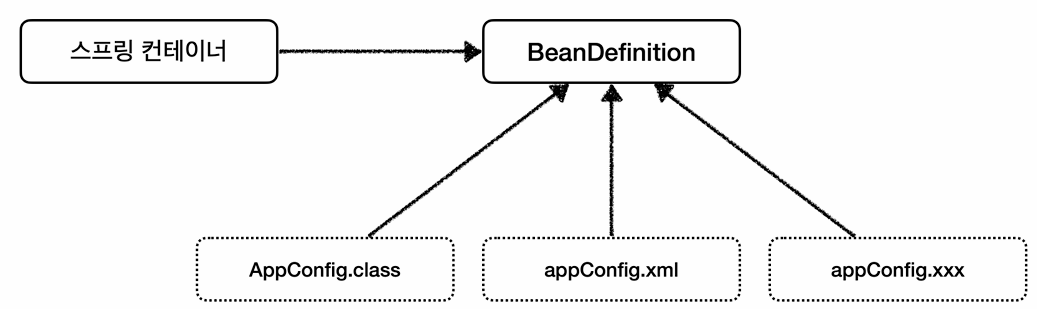 스프링 컨테이너
BeanDefinition
AppConfig.class
appConfig.xml
appConfig.xxx